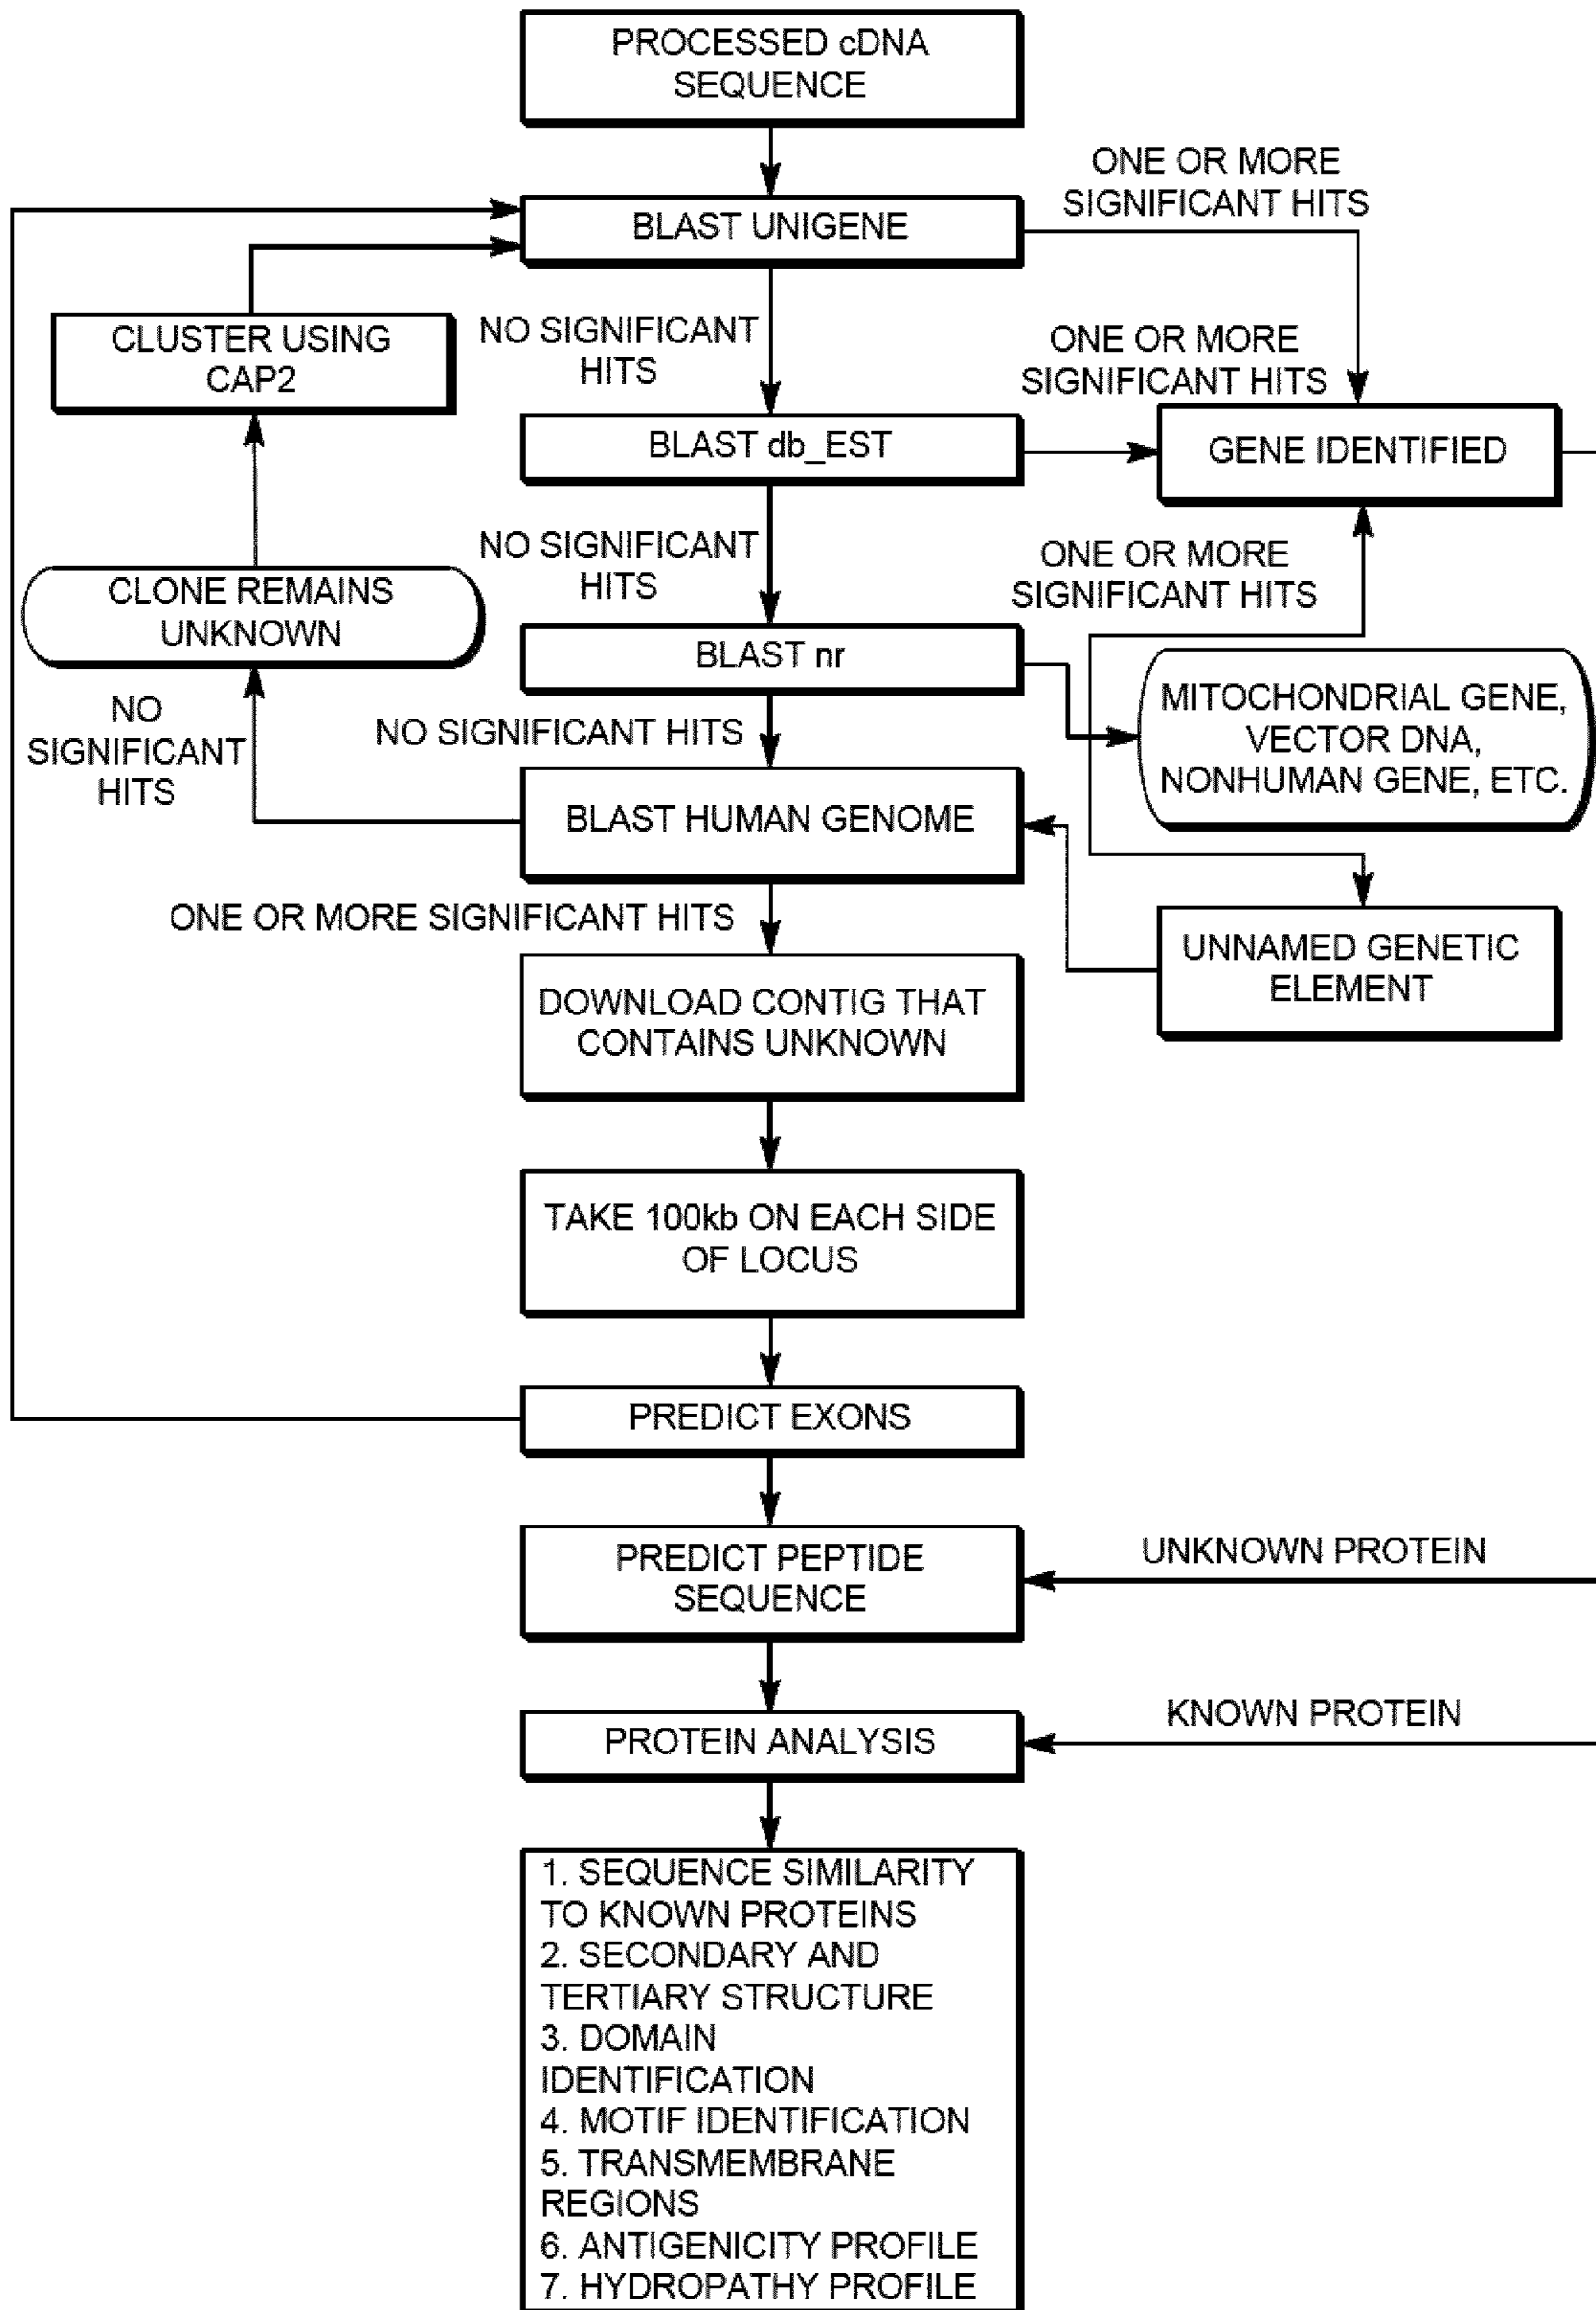 PROCESSED cDNA
SEQUENCE
ONE OR MORE
SIGNIFICANT HITS
BLAST UNIGENE
CLUSTER USING
CAP2
NO SIGNIFICANT
HITS
ONE OR MORE
SIGNIFICANT HITS
BLAST db_EST
GENE IDENTIFIED
NO SIGNIFICANT
HITS
ONE OR MORE
SIGNIFICANT HITS
CLONE REMAINS
UNKNOWN
BLAST nr
MITOCHONDRIAL GENE,
VECTOR DNA,
NONHUMAN GENE, ETC.
NO
SIGNIFICANT
HITS
NO SIGNIFICANT HITS
BLAST HUMAN GENOME
ONE OR MORE SIGNIFICANT HITS
UNNAMED GENETIC
ELEMENT
DOWNLOAD CONTIG THAT
CONTAINS UNKNOWN
TAKE 100kb ON EACH SIDE
OF LOCUS
PREDICT EXONS
PREDICT PEPTIDE
SEQUENCE
UNKNOWN PROTEIN
PROTEIN ANALYSIS
KNOWN PROTEIN
1. SEQUENCE SIMILARITY
TO KNOWN PROTEINS
2. SECONDARY AND
TERTIARY STRUCTURE
3. DOMAIN
IDENTIFICATION
4. MOTIF IDENTIFICATION
5. TRANSMEMBRANE
REGIONS
6. ANTIGENICITY PROFILE
7. HYDROPATHY PROFILE